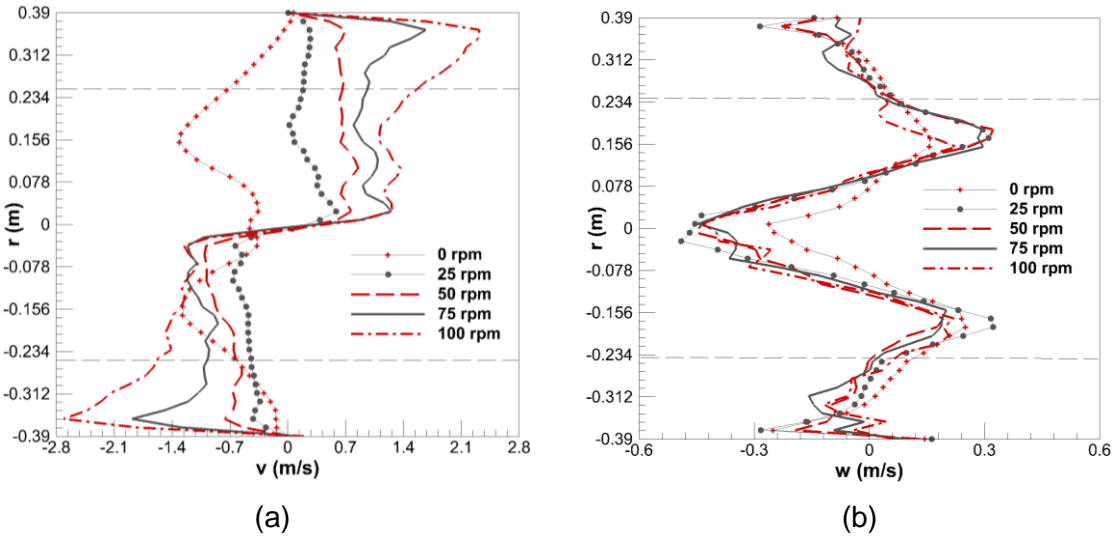 0.39
0.312
0.234
0.156
0.078
0
-0.078
-0.156
-0.234
-0.312
-0.39
r (m)
-2.8 -2.1 -1.4 -0.7 0 0.7 1.4 2.1 2.8
v (m/s)
0 rpm
25 rpm
50 rpm
75 rpm
100 rpm
(a)
0.39
0.312
0.234
0.156
0.078
0
-0.078
-0.156
-0.234
-0.312
-0.39
r (m)
-0.6 -0.3 0 0.3 0.6
w (m/s)
0 rpm
25 rpm
50 rpm
75 rpm
100 rpm
(b)